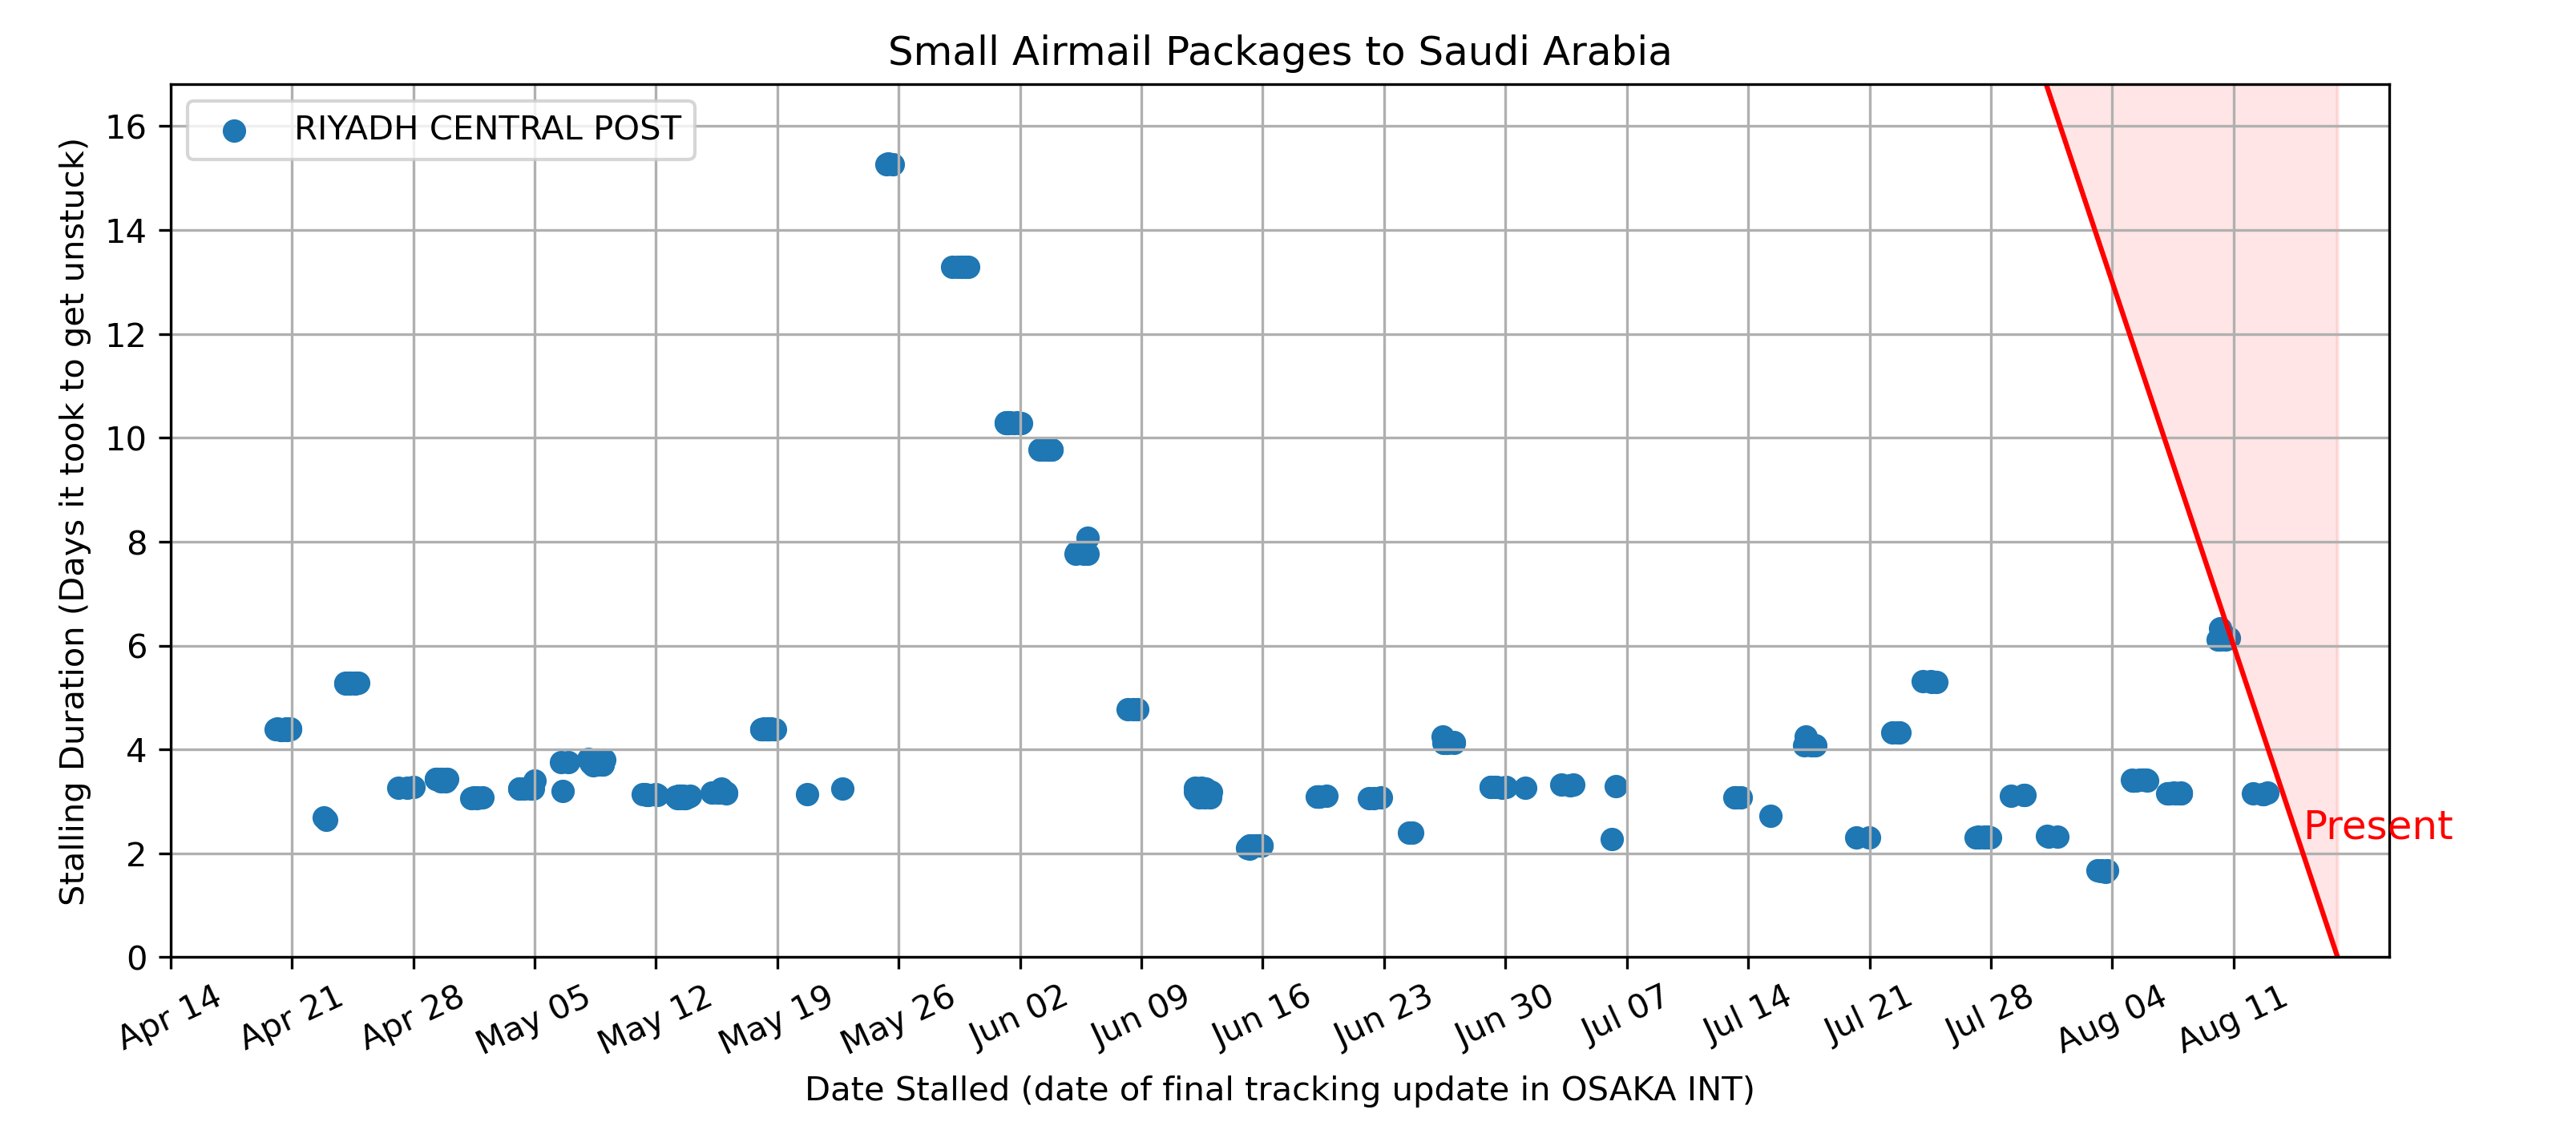 Small Airmail Packages to Saudi Arabia
RIYADH CENTRAL POST
Stalling Duration (Days it took to get unstuck)
16
14
12
10
8
6
4
2
0
Present
Apr 14
Apr 21
Apr 28
May 05
May 12
May 19
May 26
Jun 02
Jun 09
Jun 16
Jun 23
Jun 30
Jul 07
Jul 14
Jul 21
Jul 28
Aug 04
Aug 11
Date Stalled (date of final tracking update in OSAKA INT)